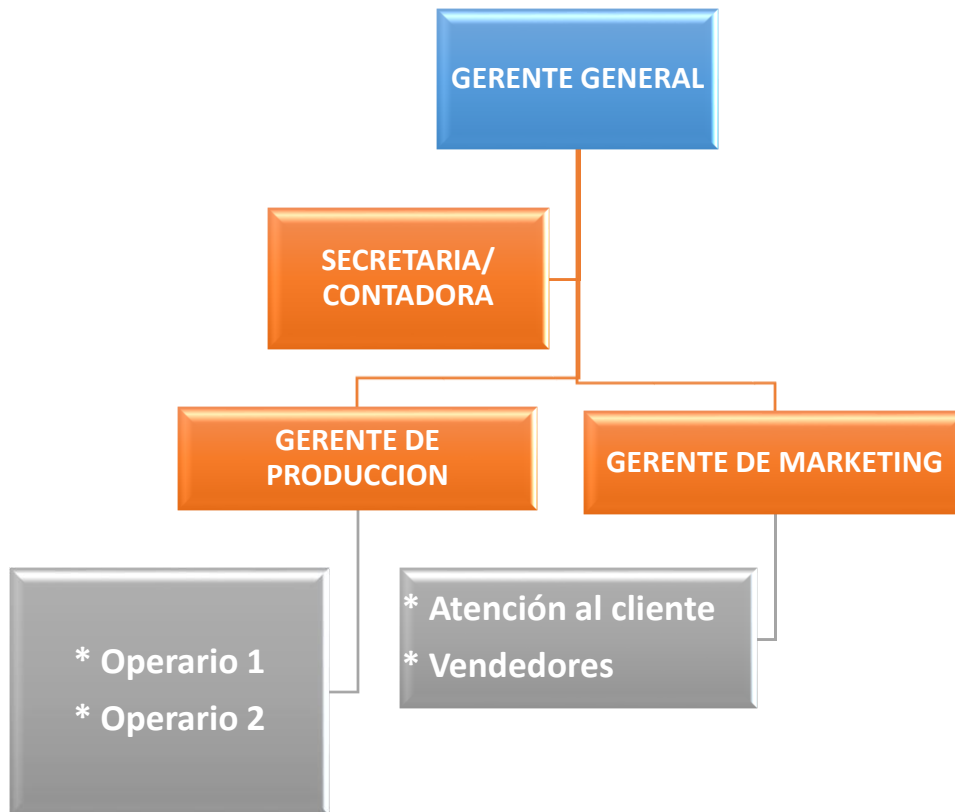 GERENTE GENERAL
SECRETARIA/
CONTADORA
GERENTE DE
PRODUCCION
GERENTE DE MARKETING
* Operario 1
* Operario 2
* Atención al cliente
* Vendedores